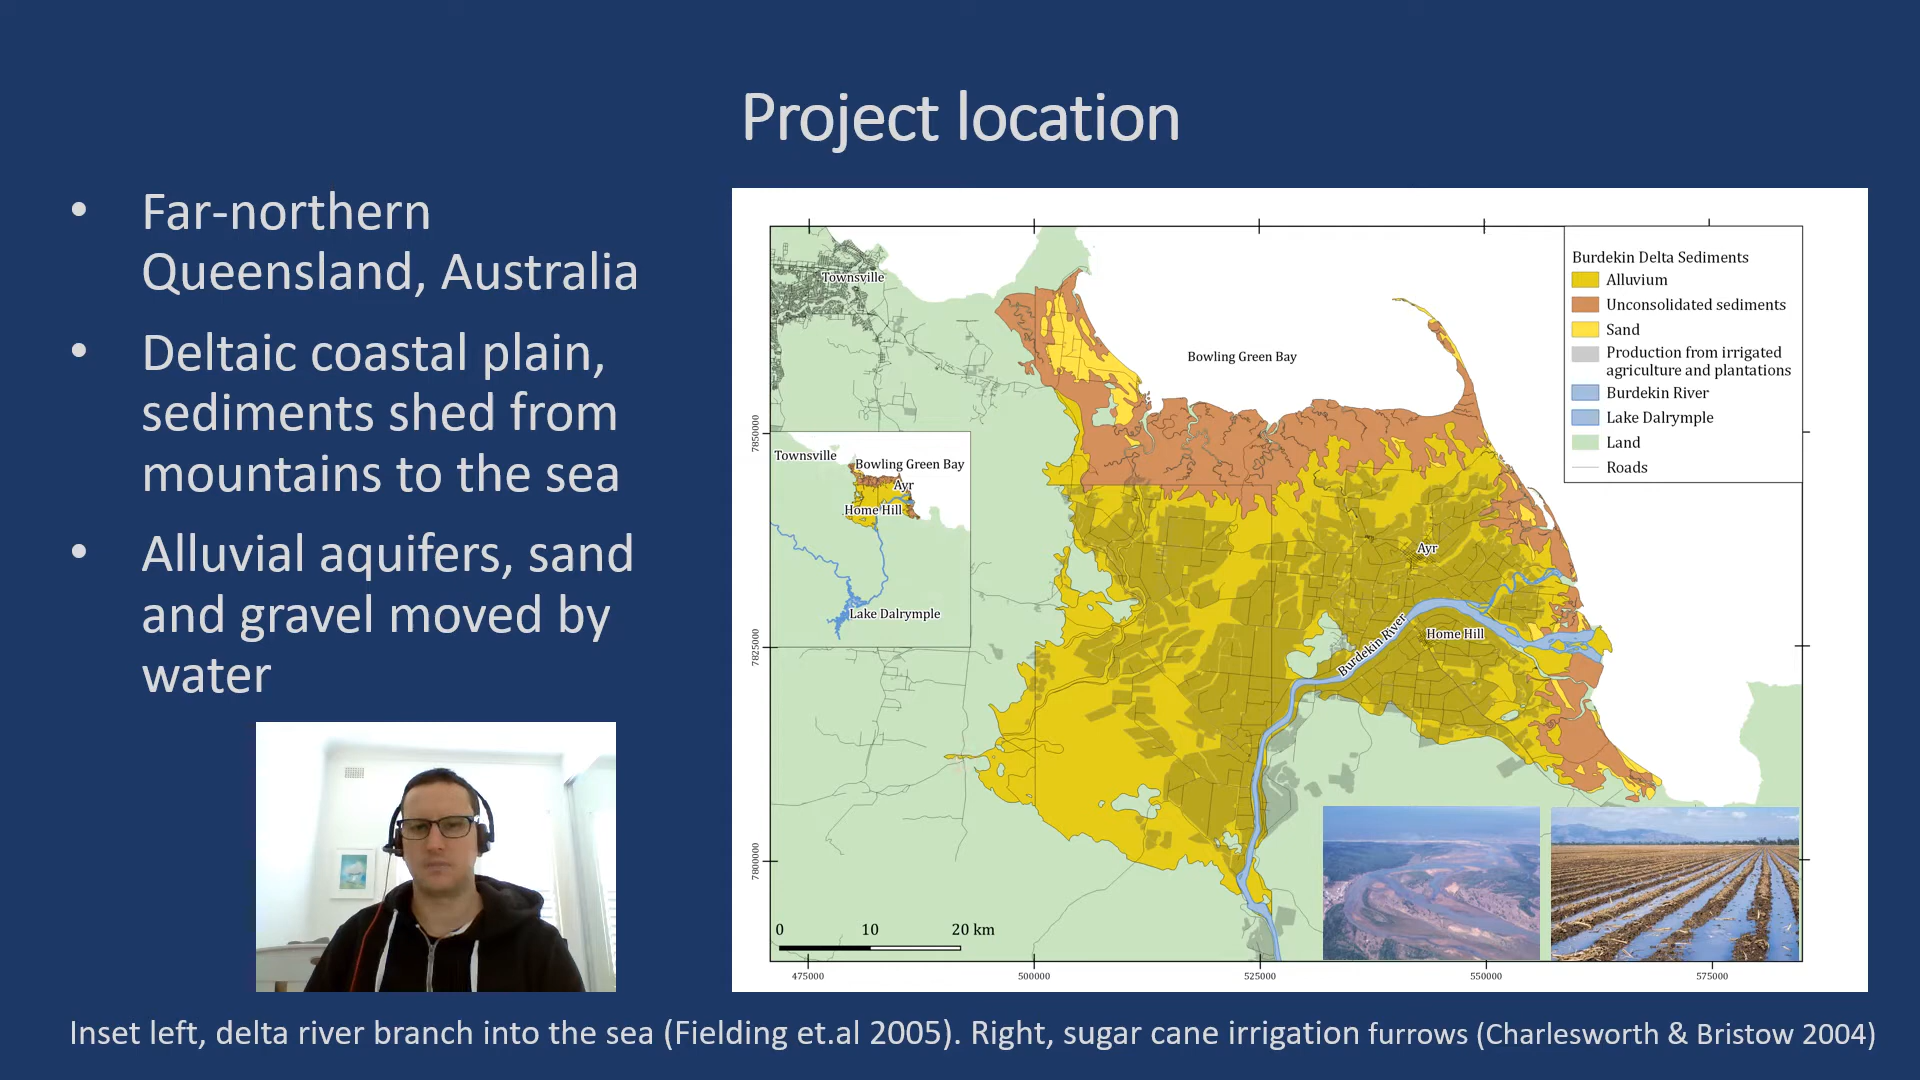 Project location
• Far-northern
Queensland, Australia
• Deltaic coastal plain,
sediments shed from
mountains to the sea
• Alluvial aquifers, sand
and gravel moved by
water
Townsville
Bowling Green Bay
Burdekin Delta Sediments
Alluvium
Unconsolidated sediments
Sand
Production from irrigated
agriculture and plantations
Burdekin River
Lake Dalrymple
Land
Roads
Townsville
Bowling Green Bay
Ayr
Home Hill
Lake Dalrymple
Ayr
Home Hill
Burdekin River
7850000
7825000
7800000
0 10 20 km
475000 500000 525000 550000 575000
Inset left, delta river branch into the sea (Fielding et.al 2005). Right, sugar cane irrigation furrows (Charlesworth & Bristow 2004)